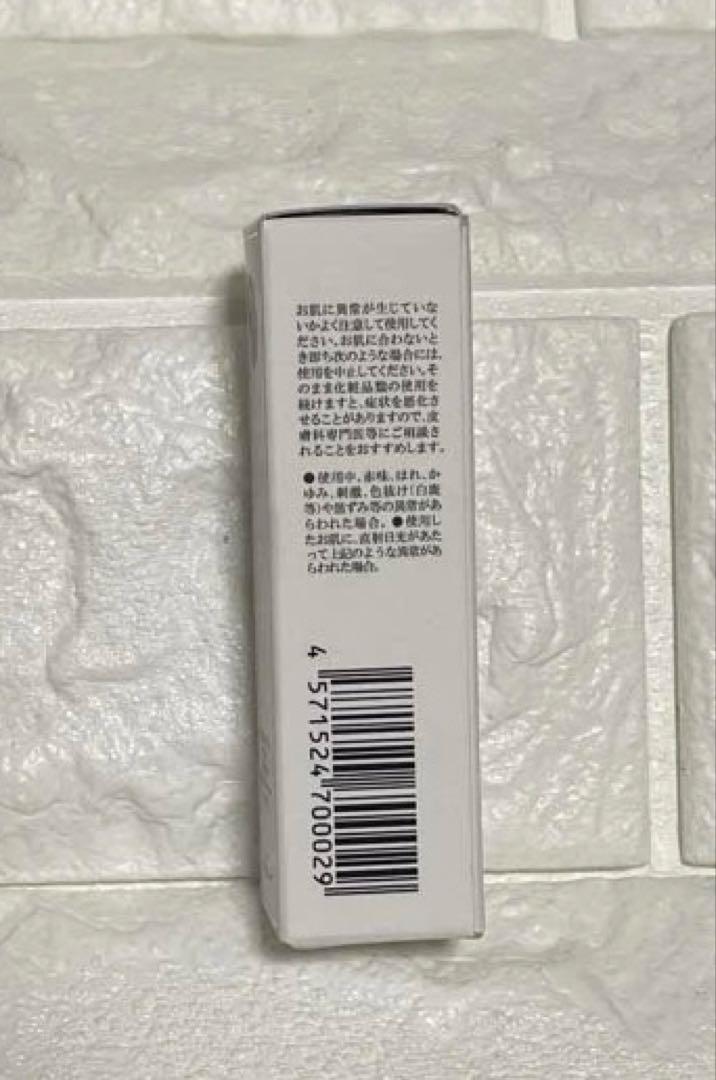 お肌に異常が生じていな
いかよく注意して使用してく
ださい。お肌に合わないと
き即ち次のような場合には、
使用を中止してください。そ
のまま化粧品類の使用を
続けますと、症状を悪化さ
せることがありますので、皮
膚科専門医等にご相談さ
れることをおすすめします。
●使用中、赤味、はれ、か
ゆみ、刺激、色抜け(白斑
等)や黒ずみ等の異常があ
らわれた場合。●使用し
たお肌に、直射日光があた
って上記のような異常があ
らわれた場合。
4 571524 700029